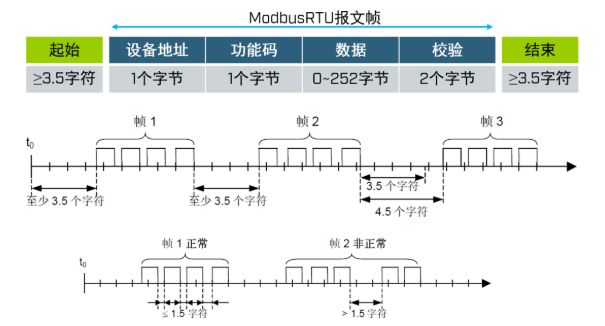 ModbusRTU报文帧
起始 设备地址 功能码 数据 校验 结束
≥3.5字符 1个字节 1个字节 0~252字节 2个字节 ≥3.5字符
帧 1 帧 2 帧 3
t0
至少 3.5 个字符 至少 3.5 个字符 3.5 个字符
4.5 个字符
帧 1 正常 帧 2 非正常
t0
≤ 1.5 字符 > 1.5 字符